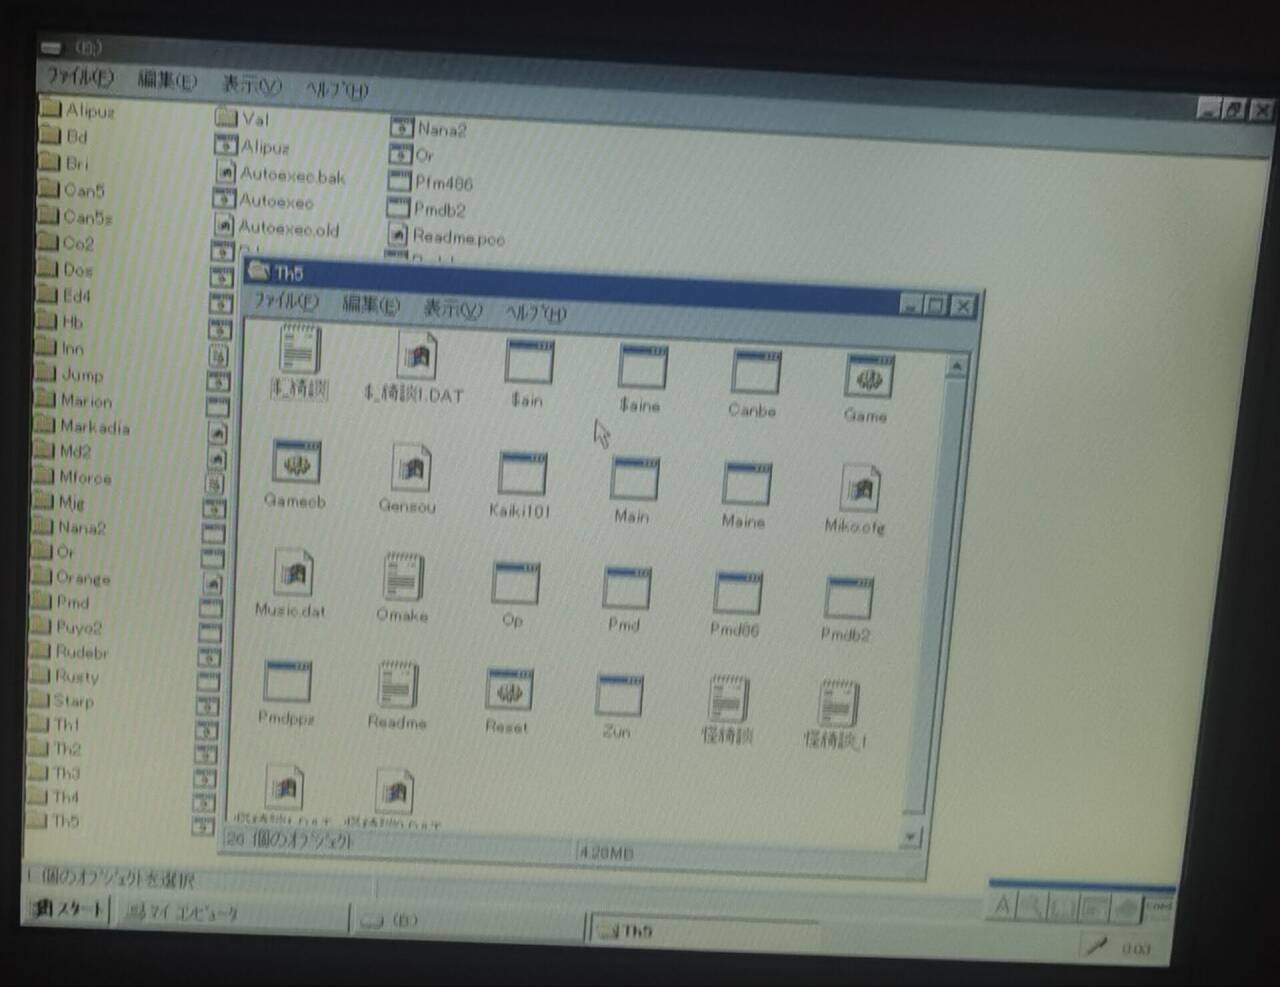 (B:)
ファイル(F) 編集(E) 表示(V) ヘルプ(H)
Alipuz
Bd
Bri
Can5
Can5s
Co2
Dos
Ed4
Hb
Inn
Jump
Marion
Markadia
Md2
Mforce
Mje
Nana2
Or
Orange
Pmd
Puyo2
Rudebr
Rusty
Starp
Th1
Th2
Th3
Th4
Th5
Val
Alipuz
Autoexec.bak
Autoexec
Autoexec.old
Nana2
Or
Pfm486
Pmdb2
Readme.poo
Th5
ファイル(F) 編集(E) 表示(V) ヘルプ(H)
$_綺談 $_綺談1.DAT $ain $aine Canbe Game
Gamecb Gensou Kaiki101 Main Maine Miko.cfg
Music.dat Omake Op Pmd Pmd86 Pmdb2
Pmdppz Readme Reset Zun 怪綺談 怪綺談_1
26 個のオブジェクト 4.28MB
1 個のオブジェクトを選択
スタート マイ コンピュータ (B:) Th5
A
0:03